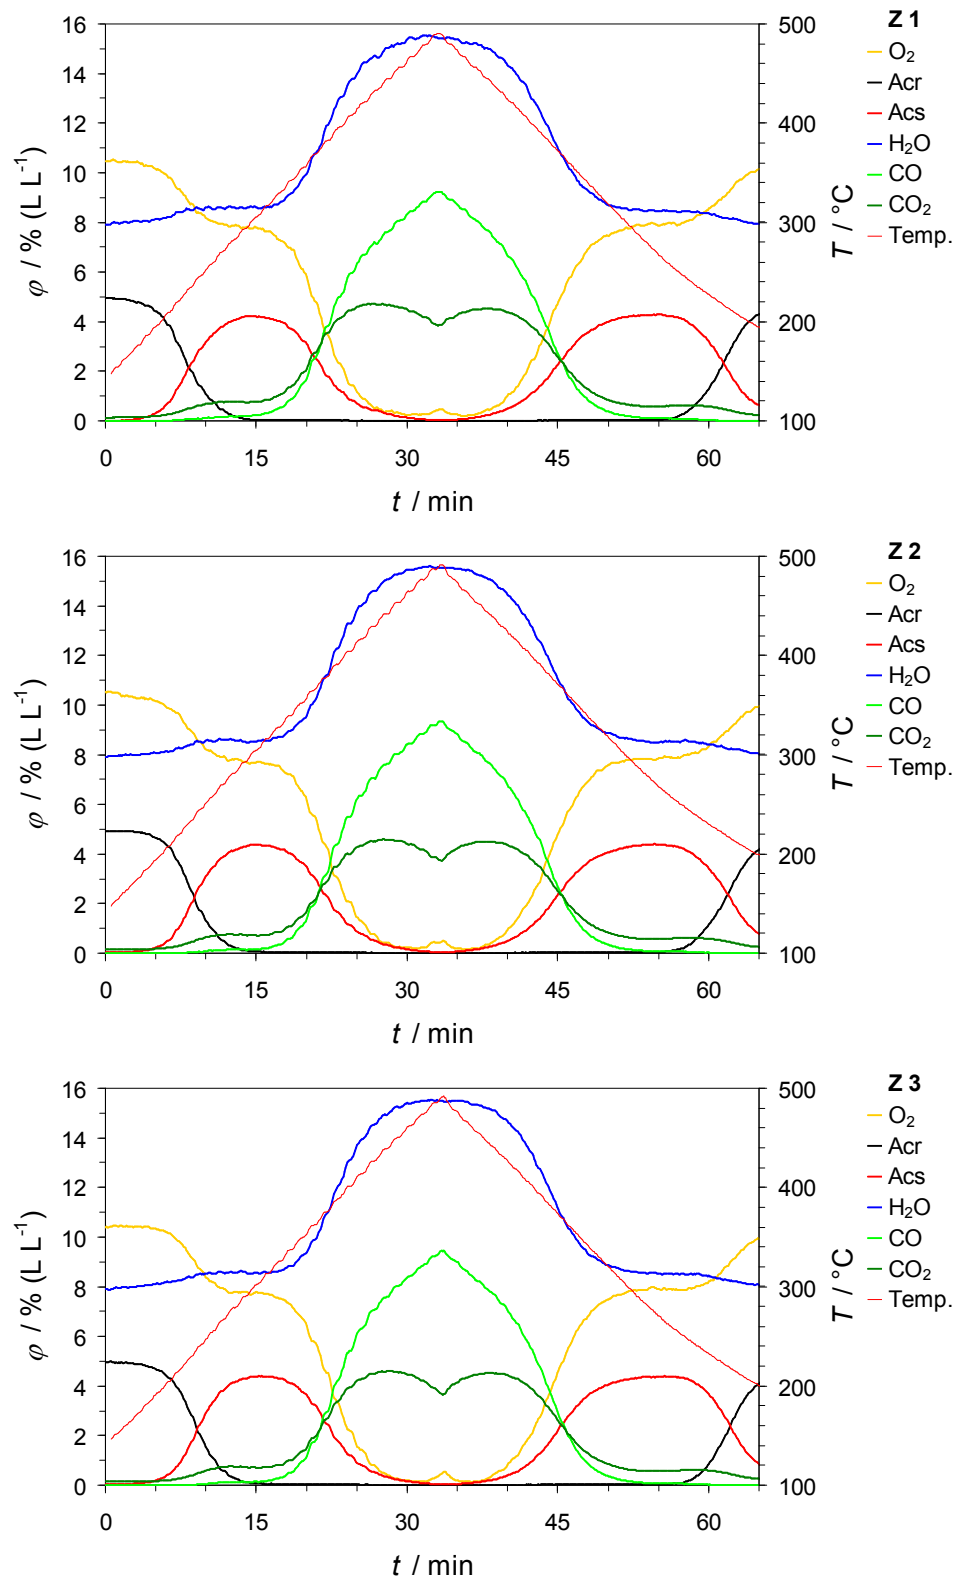 Z 1
16
14
12
10
8
6
4
2
0
φ / % (L L⁻¹)
500
400
300
200
100
T / °C
0 15 30 45 60
t / min
O₂
Acr
Acs
H₂O
CO
CO₂
Temp.
Z 2
16
14
12
10
8
6
4
2
0
φ / % (L L⁻¹)
500
400
300
200
100
T / °C
0 15 30 45 60
t / min
O₂
Acr
Acs
H₂O
CO
CO₂
Temp.
Z 3
16
14
12
10
8
6
4
2
0
φ / % (L L⁻¹)
500
400
300
200
100
T / °C
0 15 30 45 60
t / min
O₂
Acr
Acs
H₂O
CO
CO₂
Temp.